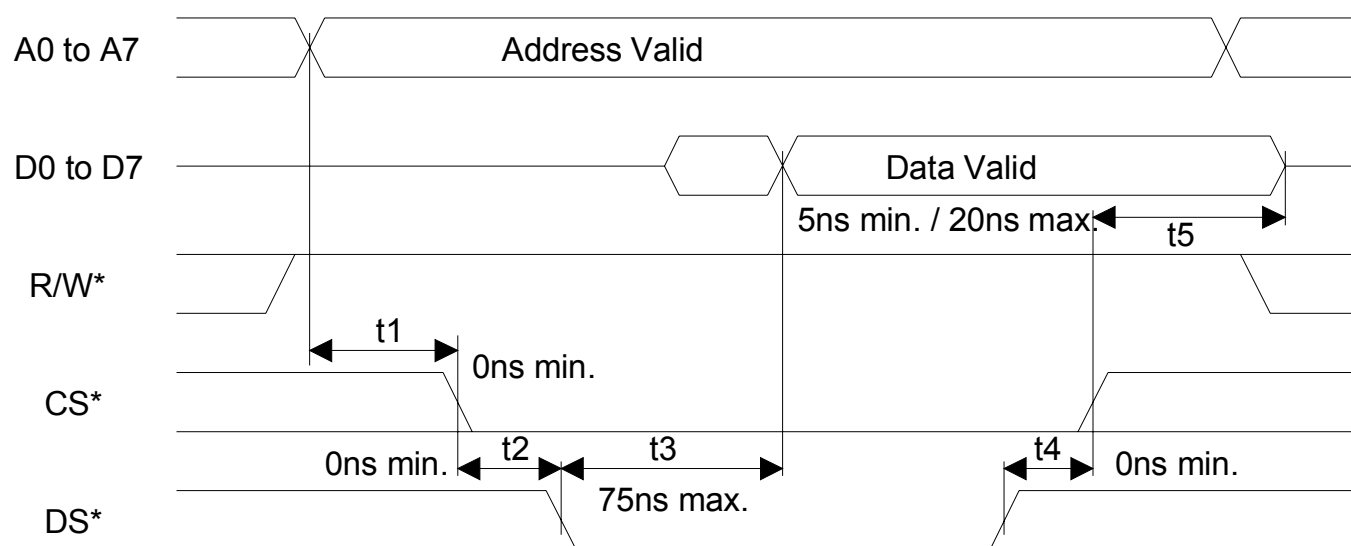 A0 to A7
Address Valid
D0 to D7
Data Valid
5ns min. / 20ns max.
t5
R/W*
t1
0ns min.
CS*
0ns min.
t2
t3
t4
0ns min.
75ns max.
DS*